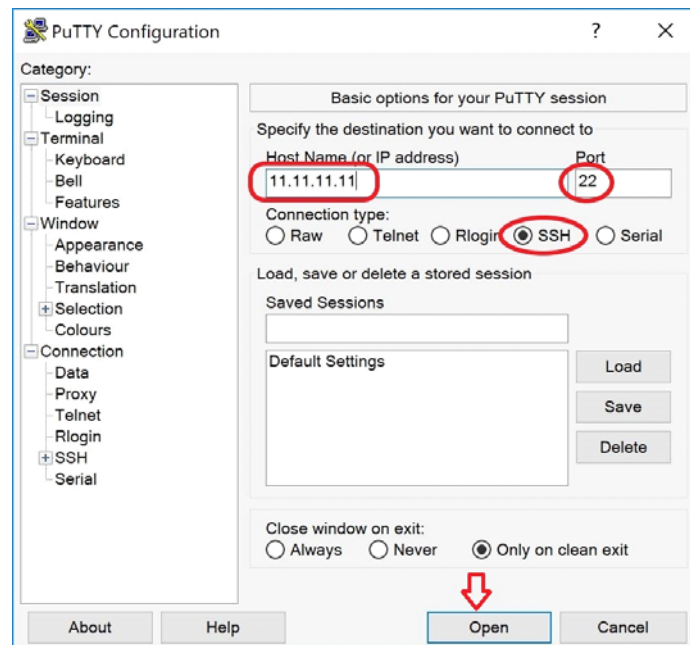 PuTTY Configuration
?
Category:
Session
Logging
Terminal
Keyboard
Bell
Features
Window
Appearance
Behaviour
Translation
Selection
Colours
Connection
Data
Proxy
Telnet
Rlogin
SSH
Serial
Basic options for your PuTTY session
Specify the destination you want to connect to
Host Name (or IP address) Port
11.11.11.11 22
Connection type:
Raw Telnet Rlogin SSH Serial
Load, save or delete a stored session
Saved Sessions
Default Settings
Load
Save
Delete
Close window on exit:
Always Never Only on clean exit
About Help Open Cancel